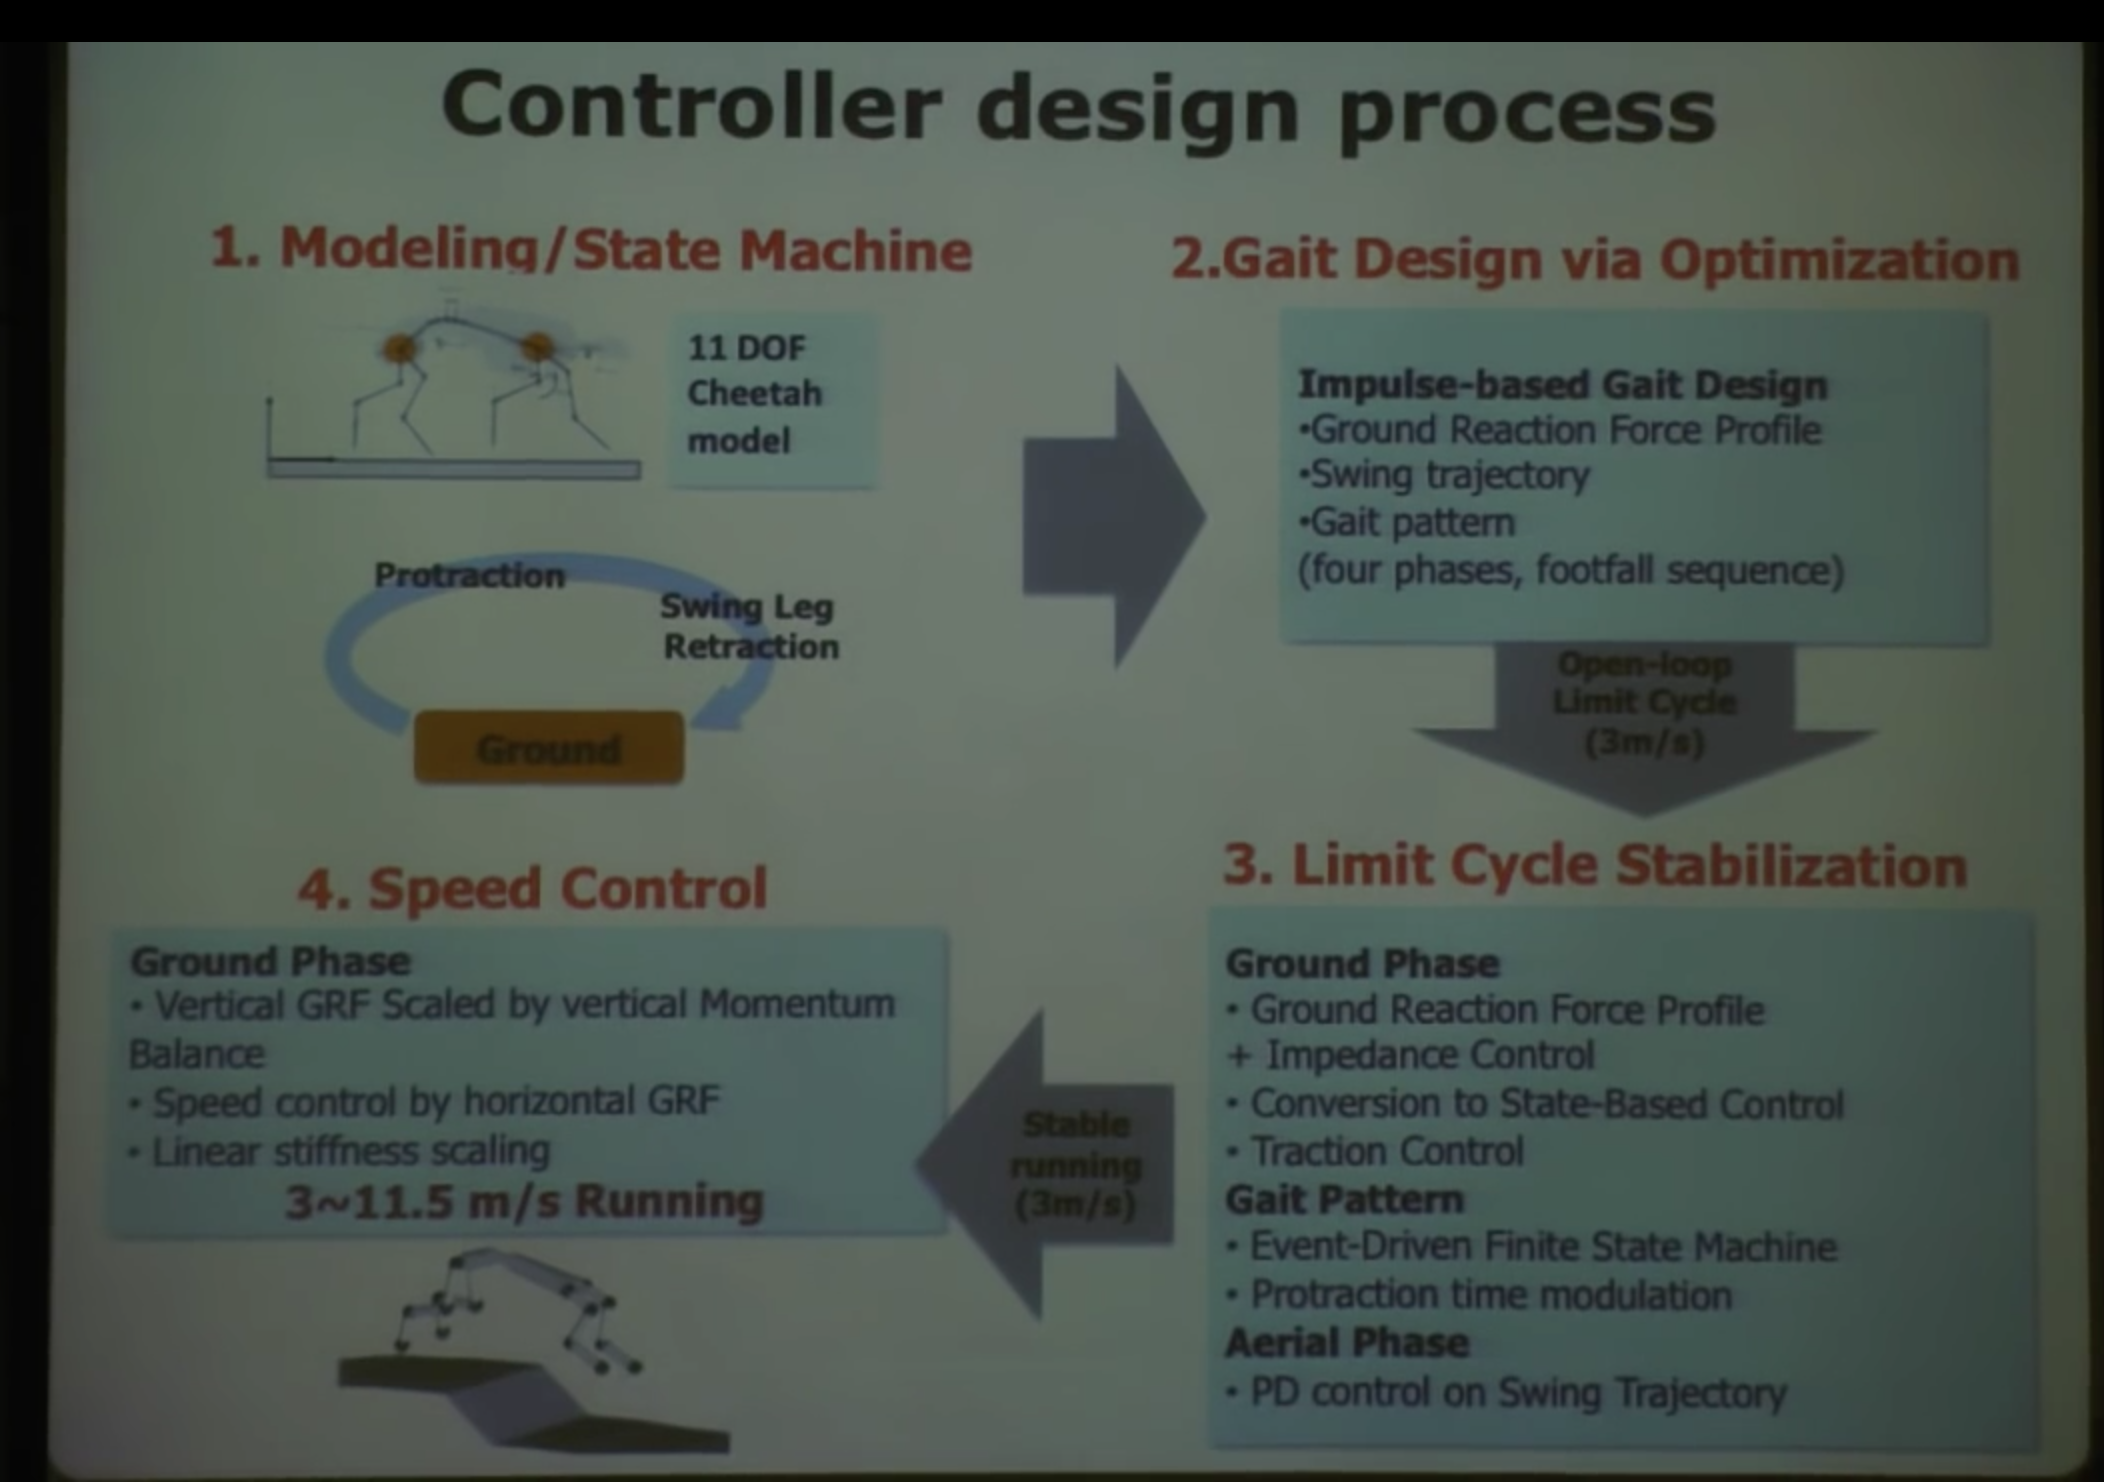 Controller design process
1. Modeling/State Machine
11 DOF
Cheetah
model
Protraction
Swing Leg
Retraction
Ground
2.Gait Design via Optimization
Impulse-based Gait Design
•Ground Reaction Force Profile
•Swing trajectory
•Gait pattern
(four phases, footfall sequence)
Open-loop
Limit Cycle
(3m/s)
3. Limit Cycle Stabilization
Ground Phase
• Ground Reaction Force Profile
+ Impedance Control
• Conversion to State-Based Control
• Traction Control
Gait Pattern
• Event-Driven Finite State Machine
• Protraction time modulation
Aerial Phase
• PD control on Swing Trajectory
Stable
running
(3m/s)
4. Speed Control
Ground Phase
• Vertical GRF Scaled by vertical Momentum
Balance
• Speed control by horizontal GRF
• Linear stiffness scaling
3~11.5 m/s Running